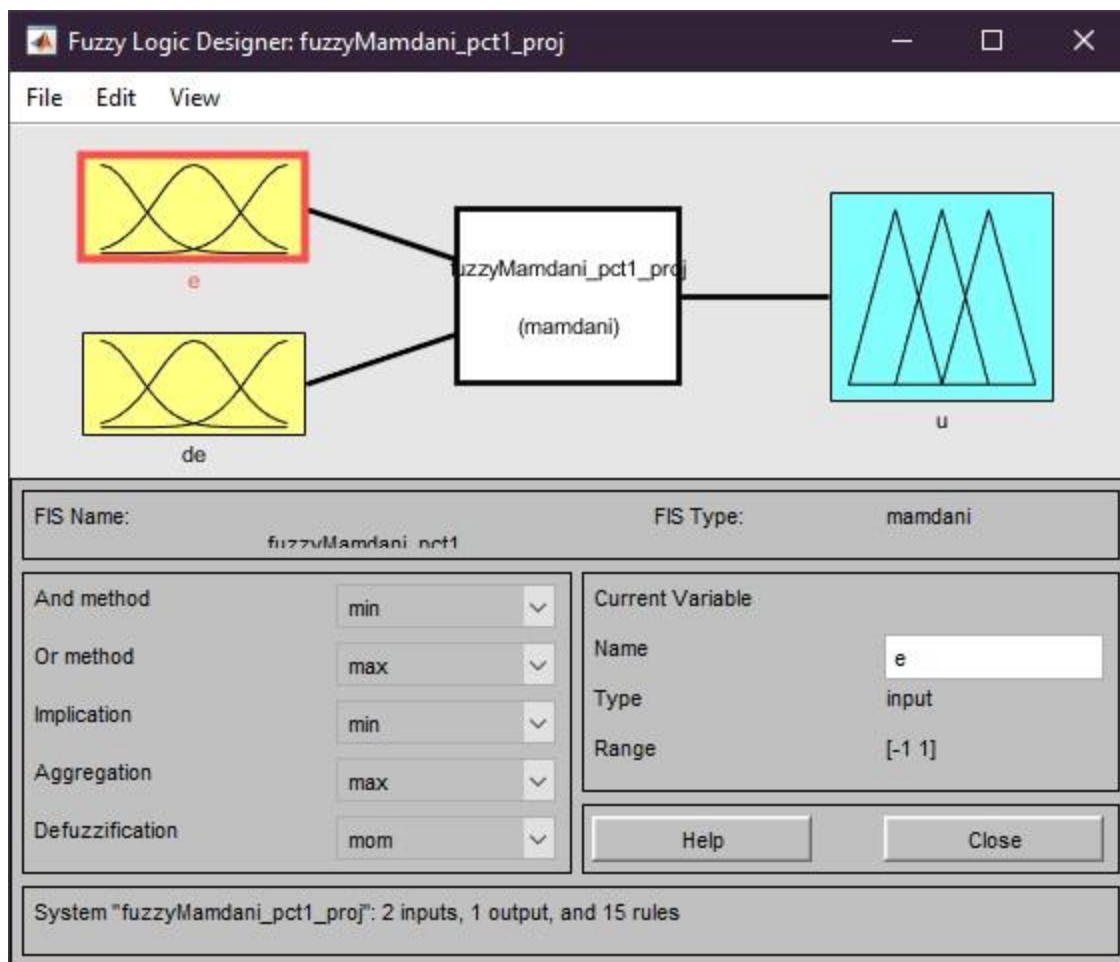 Fuzzy Logic Designer: fuzzyMamdani_pct1_proj
File Edit View
e
de
fuzzyMamdani_pct1_proj
(mamdani)
u
FIS Name:
fuzzyMamdani_pct1
FIS Type:
mamdani
And method
min
Or method
max
Implication
min
Aggregation
max
Defuzzification
mom
Current Variable
Name
e
Type
input
Range
[-1 1]
Help
Close
System "fuzzyMamdani_pct1_proj": 2 inputs, 1 output, and 15 rules